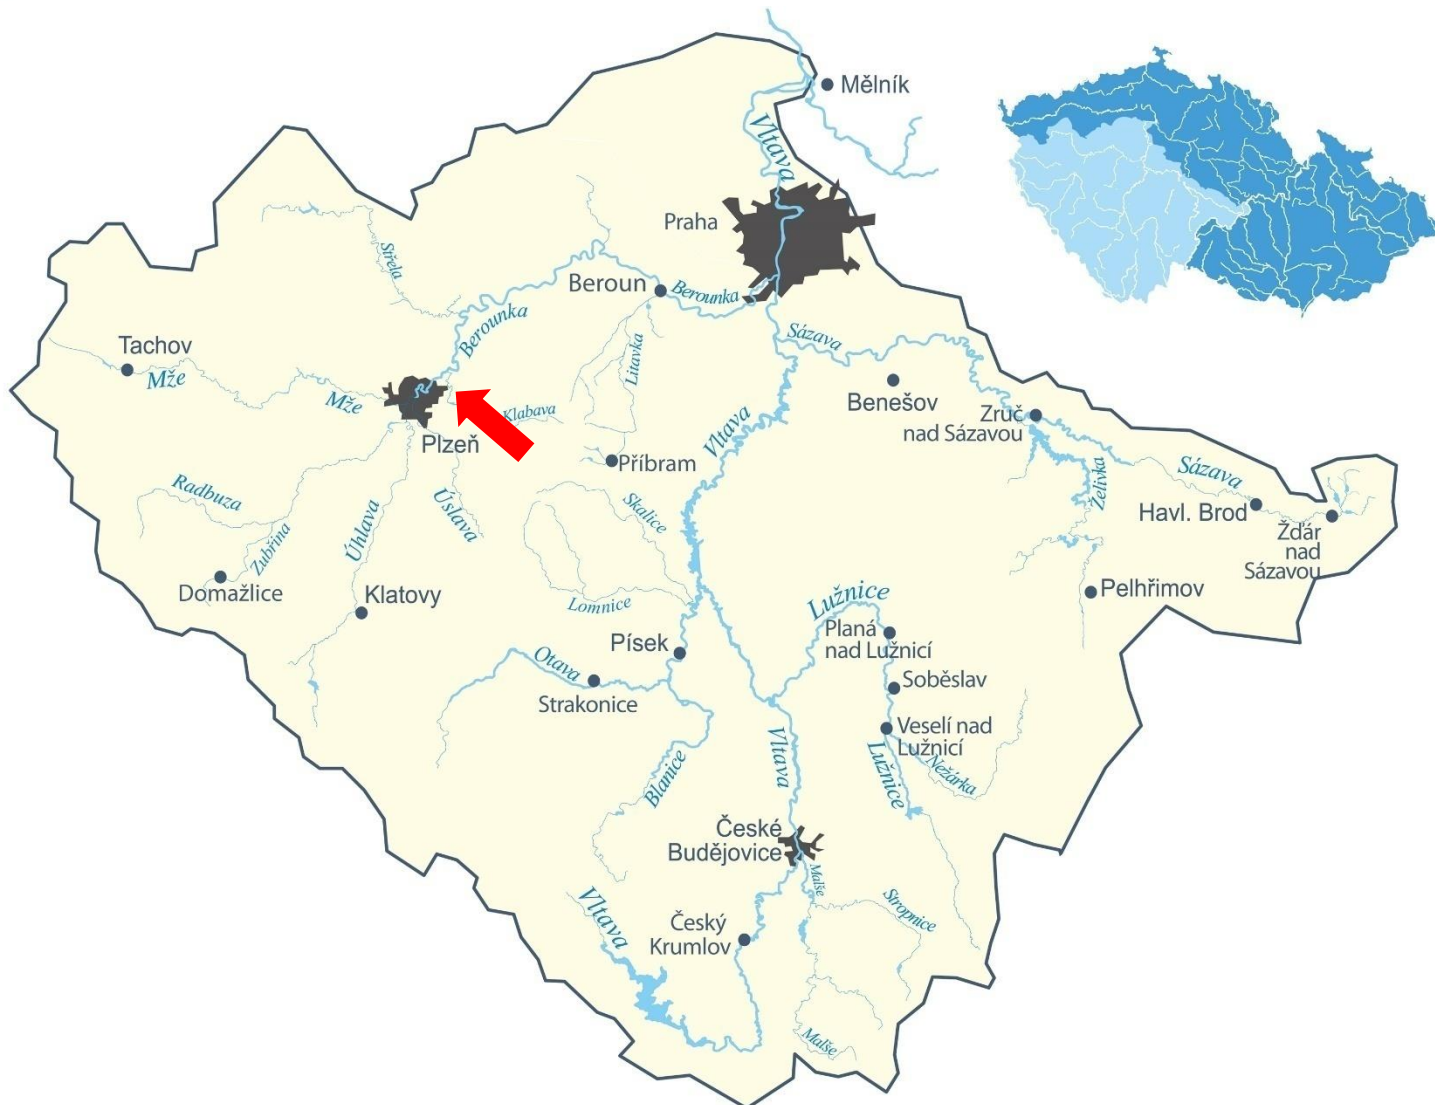 Mělník
Vltava
Praha
Střela
Beroun
Berounka
Berounka
Sázava
Tachov
Mže
Mže
Litavka
Benešov
Zruč
nad Sázavou
Klabava
Plzeň
Vltava
Příbram
Sázava
Želivka
Radbuza
Skalice
Havl. Brod
Úhlava
Úslava
Zubřina
Žďár
nad
Sázavou
Domažlice
Klatovy
Lomnice
Lužnice
Pelhřimov
Planá
nad Lužnicí
Písek
Otava
Strakonice
Soběslav
Veselí nad
Lužnicí
Vltava
Blanice
Lužnice
Nežárka
České
Budějovice
Malše
Stropnice
Vltava
Český
Krumlov
Malše